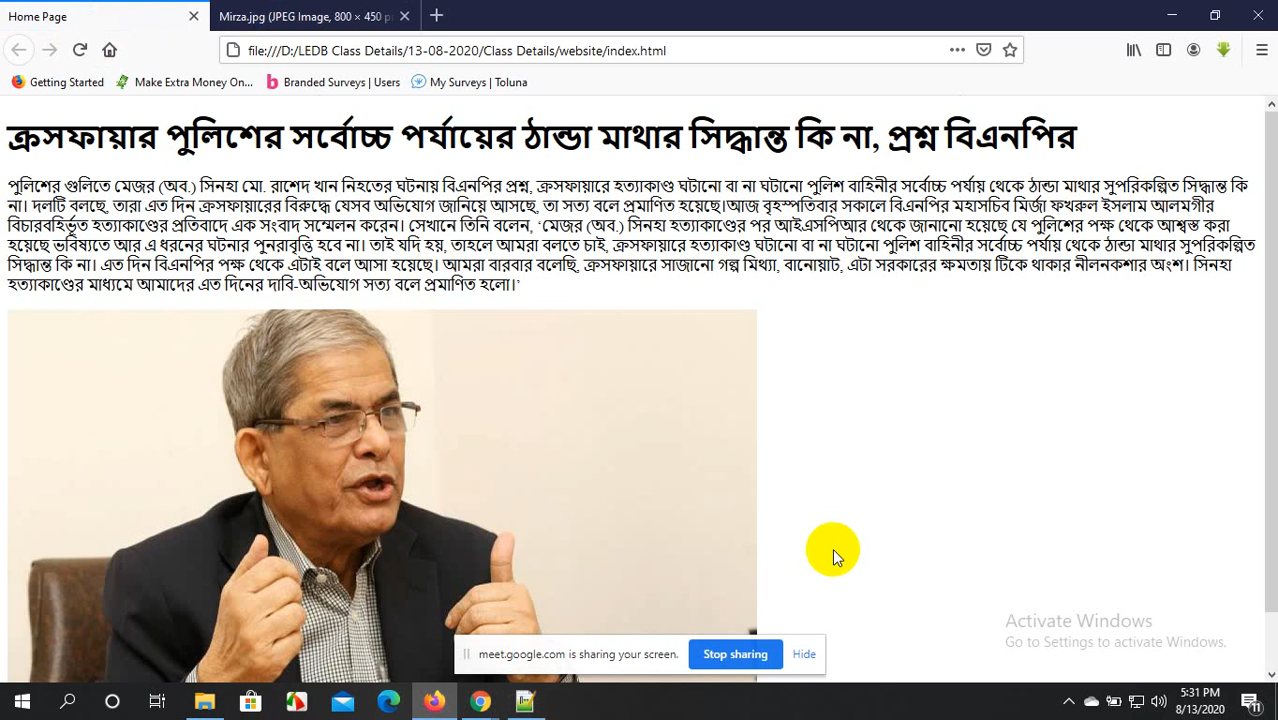 Home Page
Mirza.jpg (JPEG Image, 800 × 450 p
file:///D:/LEDB Class Details/13-08-2020/Class Details/website/index.html
Getting Started
Make Extra Money On...
Branded Surveys | Users
My Surveys | Toluna
ক্রসফায়ার পুলিশের সর্বোচ্চ পর্যায়ের ঠান্ডা মাথার সিদ্ধান্ত কি না, প্রশ্ন বিএনপির
পুলিশের গুলিতে মেজর (অব.) সিনহা মো. রাশেদ খান নিহতের ঘটনায় বিএনপির প্রশ্ন, ক্রসফায়ারে হত্যাকাণ্ড ঘটানো বা না ঘটানো পুলিশ বাহিনীর সর্বোচ্চ পর্যায় থেকে ঠান্ডা মাথার সুপরিকল্পিত সিদ্ধান্ত কি
না। দলটি বলছে, তারা এত দিন ক্রসফায়ারের বিরুদ্ধে যেসব অভিযোগ জানিয়ে আসছে, তা সত্য বলে প্রমাণিত হয়েছে।আজ বৃহস্পতিবার সকালে বিএনপির মহাসচিব মির্জা ফখরুল ইসলাম আলমগীর
বিচারবহির্ভূত হত্যাকাণ্ডের প্রতিবাদে এক সংবাদ সম্মেলন করেন। সেখানে তিনি বলেন, ‘মেজর (অব.) সিনহা হত্যাকাণ্ডের পর আইএসপিআর থেকে জানানো হয়েছে যে পুলিশের পক্ষ থেকে আশ্বস্ত করা
হয়েছে ভবিষ্যতে আর এ ধরনের ঘটনার পুনরাবৃত্তি হবে না। তাই যদি হয়, তাহলে আমরা বলতে চাই, ক্রসফায়ারে হত্যাকাণ্ড ঘটানো বা না ঘটানো পুলিশ বাহিনীর সর্বোচ্চ পর্যায় থেকে ঠান্ডা মাথার সুপরিকল্পিত
সিদ্ধান্ত কি না। এত দিন বিএনপির পক্ষ থেকে এটাই বলে আসা হয়েছে। আমরা বারবার বলেছি, ক্রসফায়ারে সাজানো গল্প মিথ্যা, বানোয়াট, এটা সরকারের ক্ষমতায় টিকে থাকার নীলনকশার অংশ। সিনহা
হত্যাকাণ্ডের মাধ্যমে আমাদের এত দিনের দাবি-অভিযোগ সত্য বলে প্রমাণিত হলো।’
Activate Windows
Go to Settings to activate Windows.
meet.google.com is sharing your screen.
Stop sharing
Hide
5:31 PM
8/13/2020
11